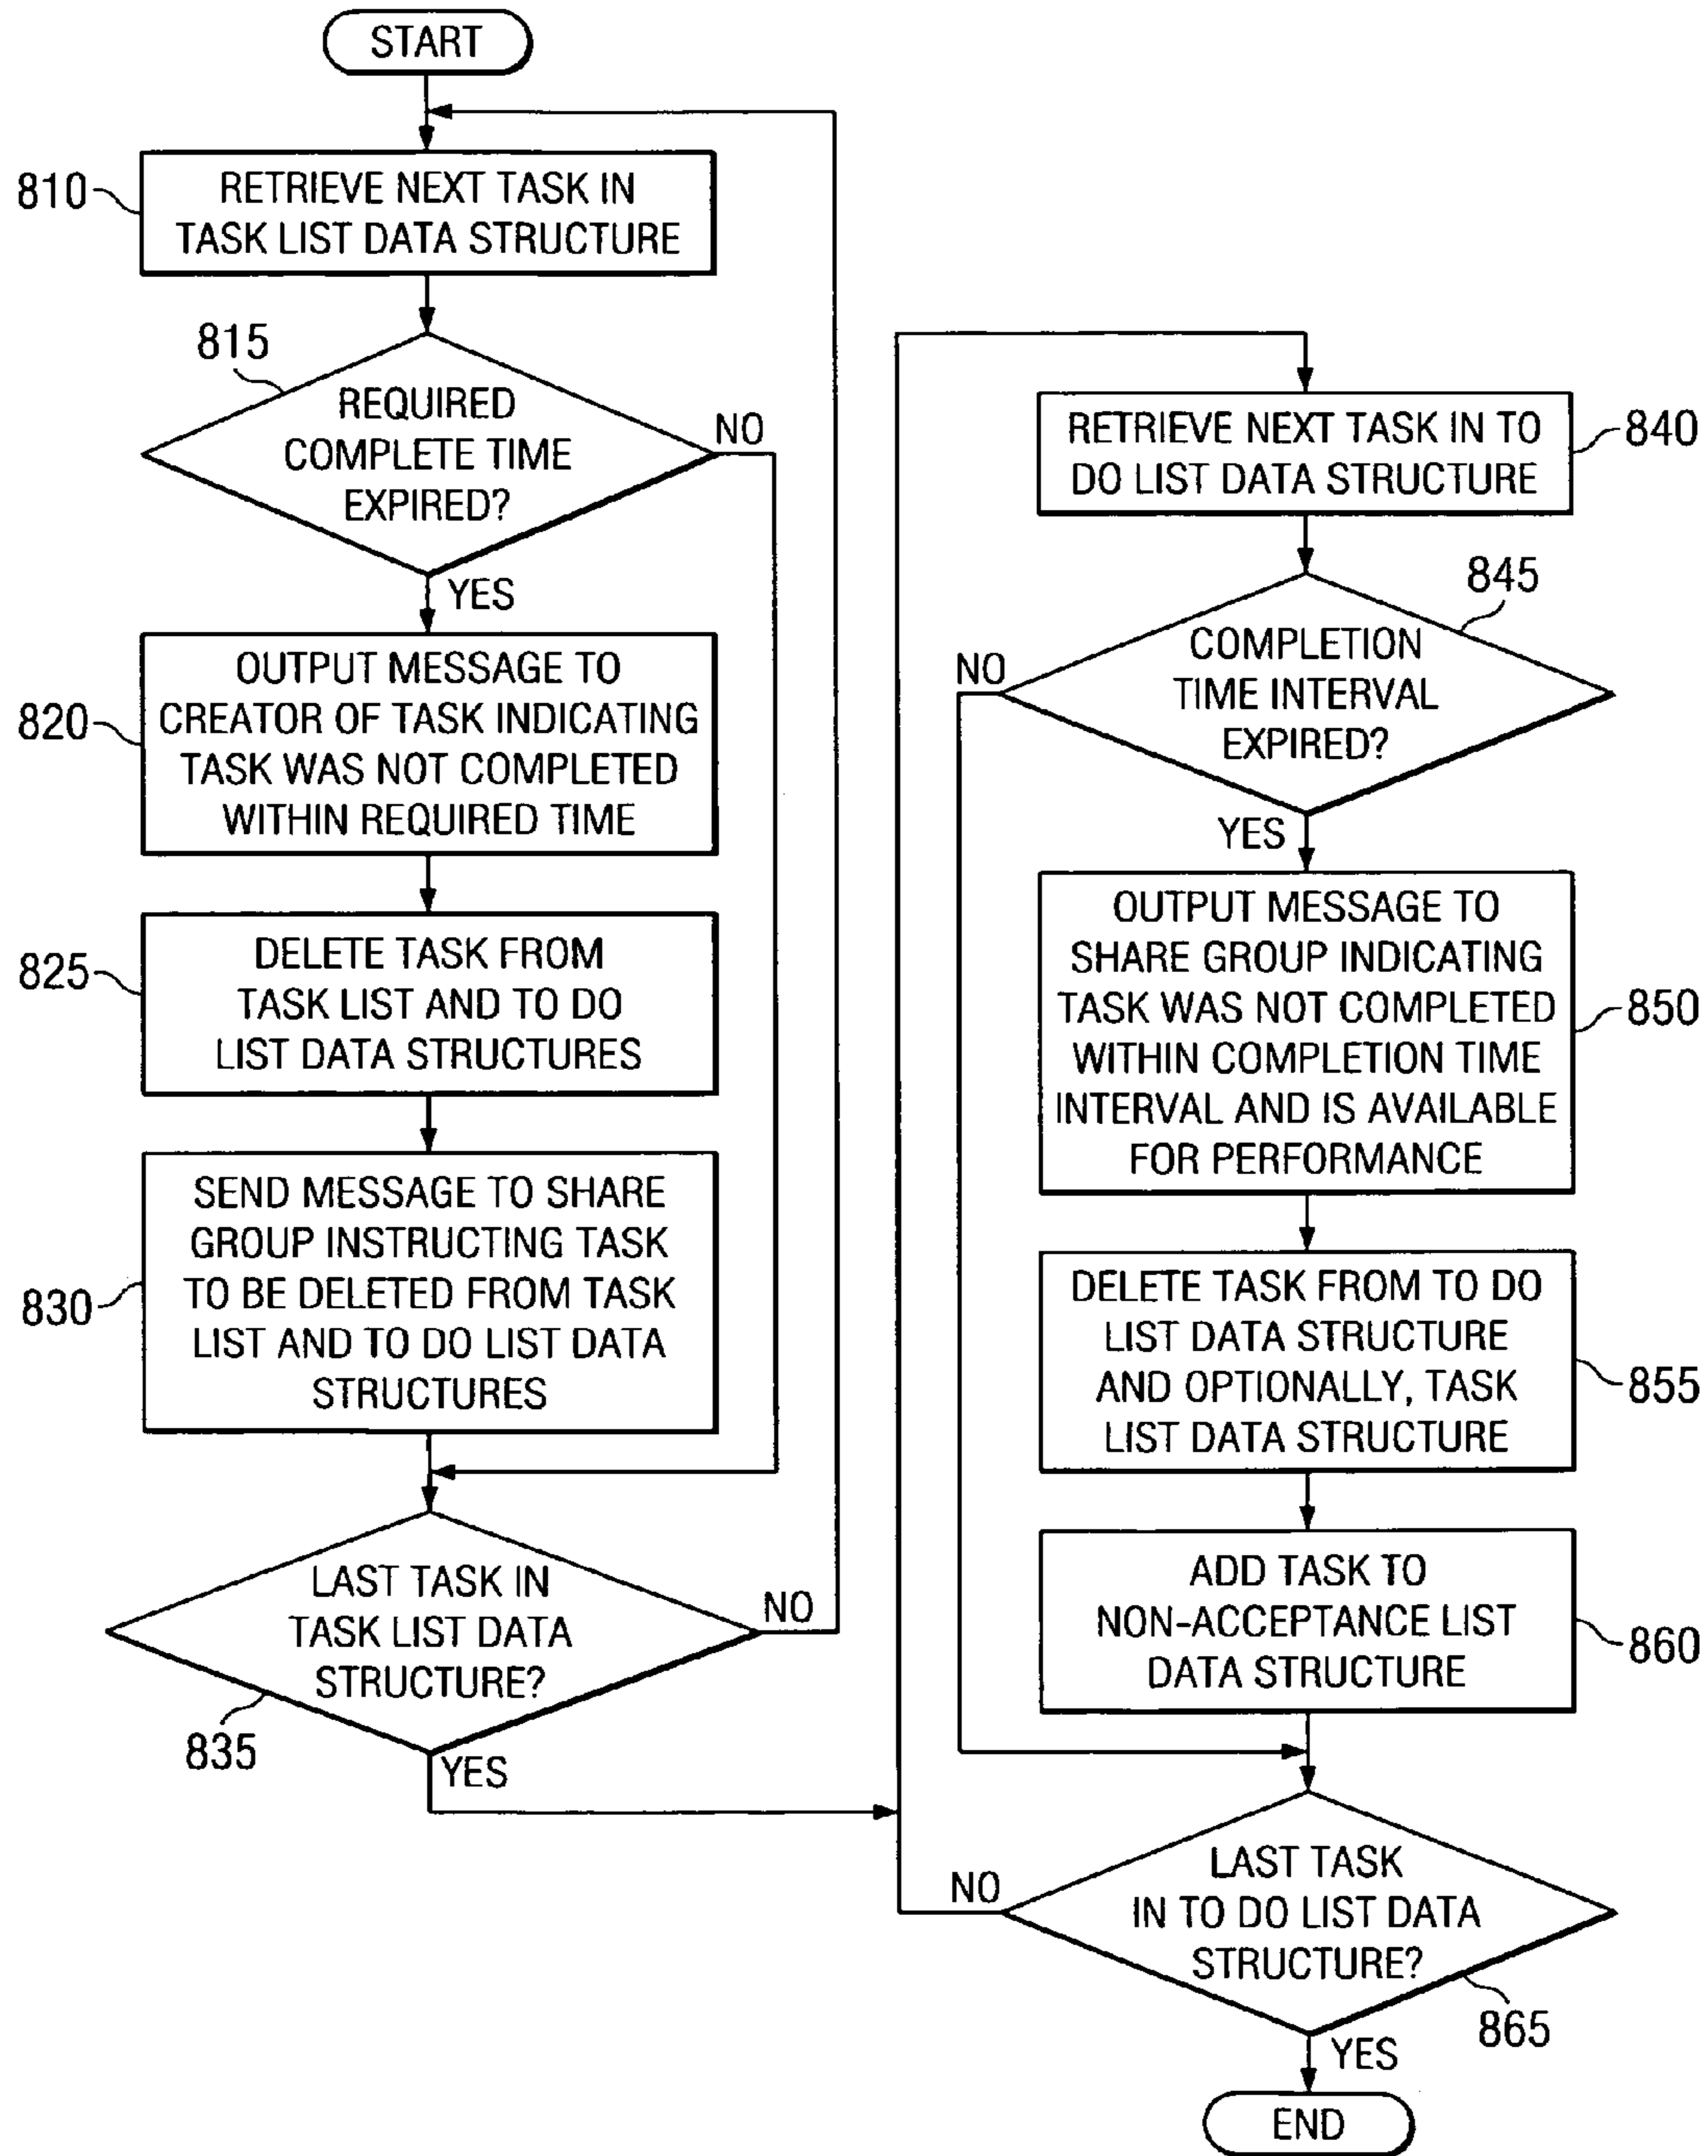 START
810
RETRIEVE NEXT TASK IN
TASK LIST DATA STRUCTURE
815
REQUIRED
COMPLETE TIME
EXPIRED?
NO
YES
820
OUTPUT MESSAGE TO
CREATOR OF TASK INDICATING
TASK WAS NOT COMPLETED
WITHIN REQUIRED TIME
825
DELETE TASK FROM
TASK LIST AND TO DO
LIST DATA STRUCTURES
830
SEND MESSAGE TO SHARE
GROUP INSTRUCTING TASK
TO BE DELETED FROM TASK
LIST AND TO DO LIST DATA
STRUCTURES
LAST TASK IN
TASK LIST DATA
STRUCTURE?
NO
835
YES
RETRIEVE NEXT TASK IN TO
DO LIST DATA STRUCTURE
840
845
COMPLETION
TIME INTERVAL
EXPIRED?
NO
YES
OUTPUT MESSAGE TO
SHARE GROUP INDICATING
TASK WAS NOT COMPLETED
WITHIN COMPLETION TIME
INTERVAL AND IS AVAILABLE
FOR PERFORMANCE
850
DELETE TASK FROM TO DO
LIST DATA STRUCTURE
AND OPTIONALLY, TASK
LIST DATA STRUCTURE
855
ADD TASK TO
NON-ACCEPTANCE LIST
DATA STRUCTURE
860
LAST TASK
IN TO DO LIST DATA
STRUCTURE?
NO
865
YES
END